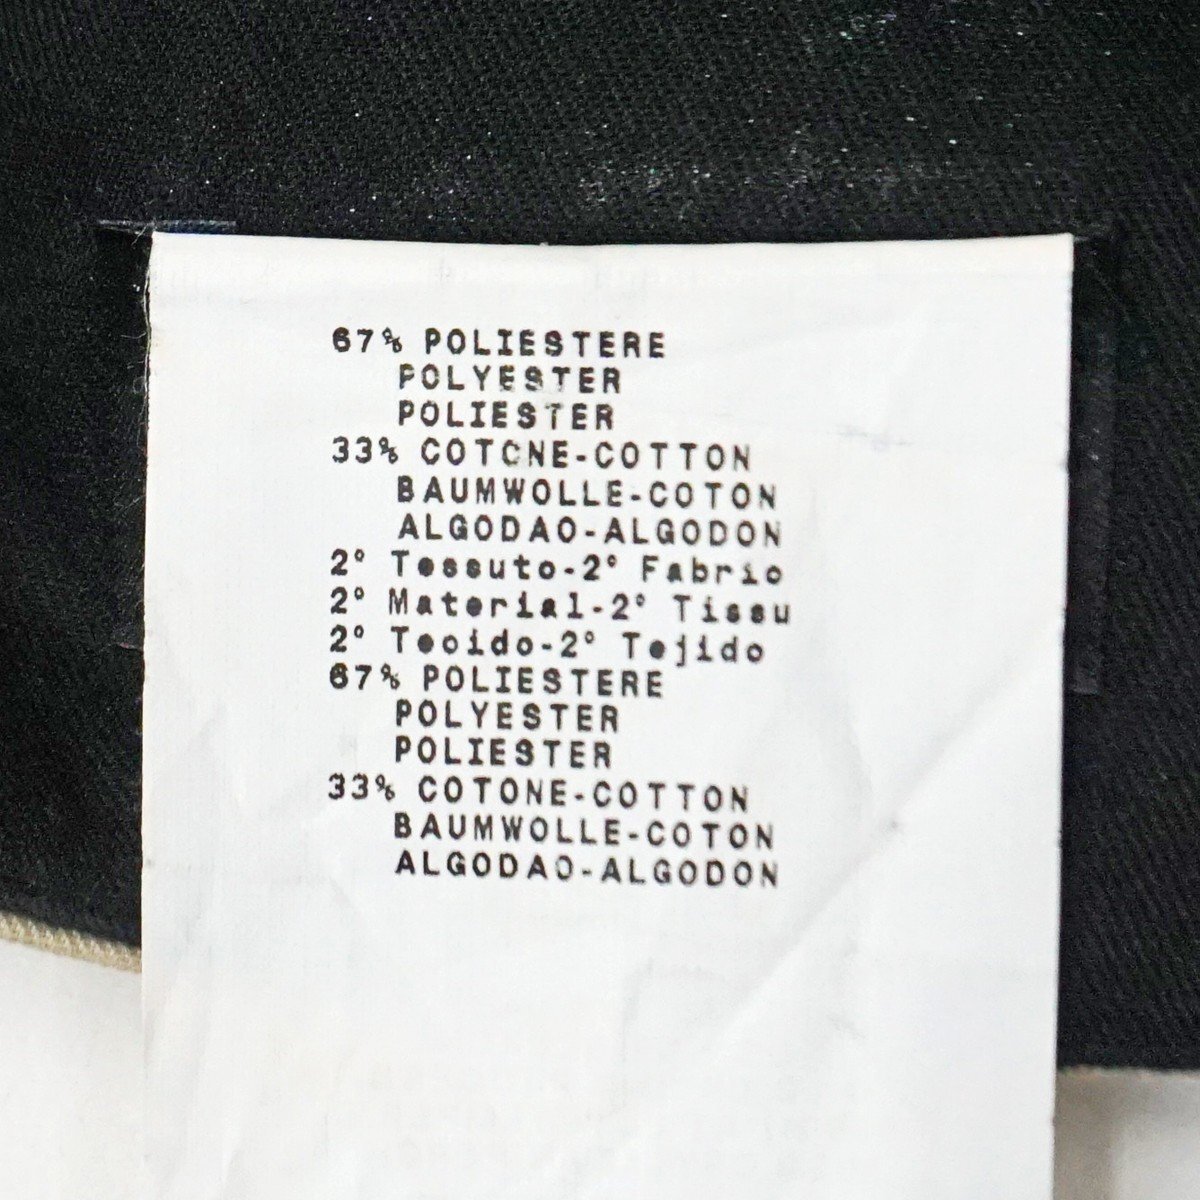 67% POLIESTERE
POLYESTER
POLIESTER
33% COTONE-COTTON
BAUMWOLLE-COTON
ALGODAO-ALGODON
2° Tessuto-2° Fabric
2° Material-2° Tissu
2° Tecido-2° Tejido
67% POLIESTERE
POLYESTER
POLIESTER
33% COTONE-COTTON
BAUMWOLLE-COTON
ALGODAO-ALGODON